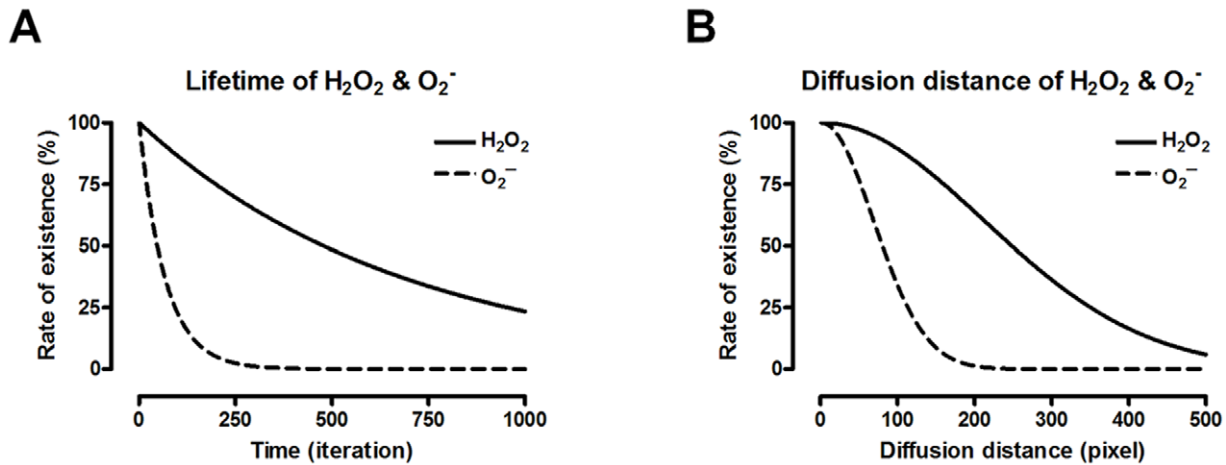 A
Lifetime of H₂O₂ & O₂⁻
Rate of existence (%)
100
75
50
25
0
H₂O₂
O₂⁻
0 250 500 750 1000
Time (iteration)
B
Diffusion distance of H₂O₂ & O₂⁻
Rate of existence (%)
100
75
50
25
0
H₂O₂
O₂⁻
0 100 200 300 400 500
Diffusion distance (pixel)